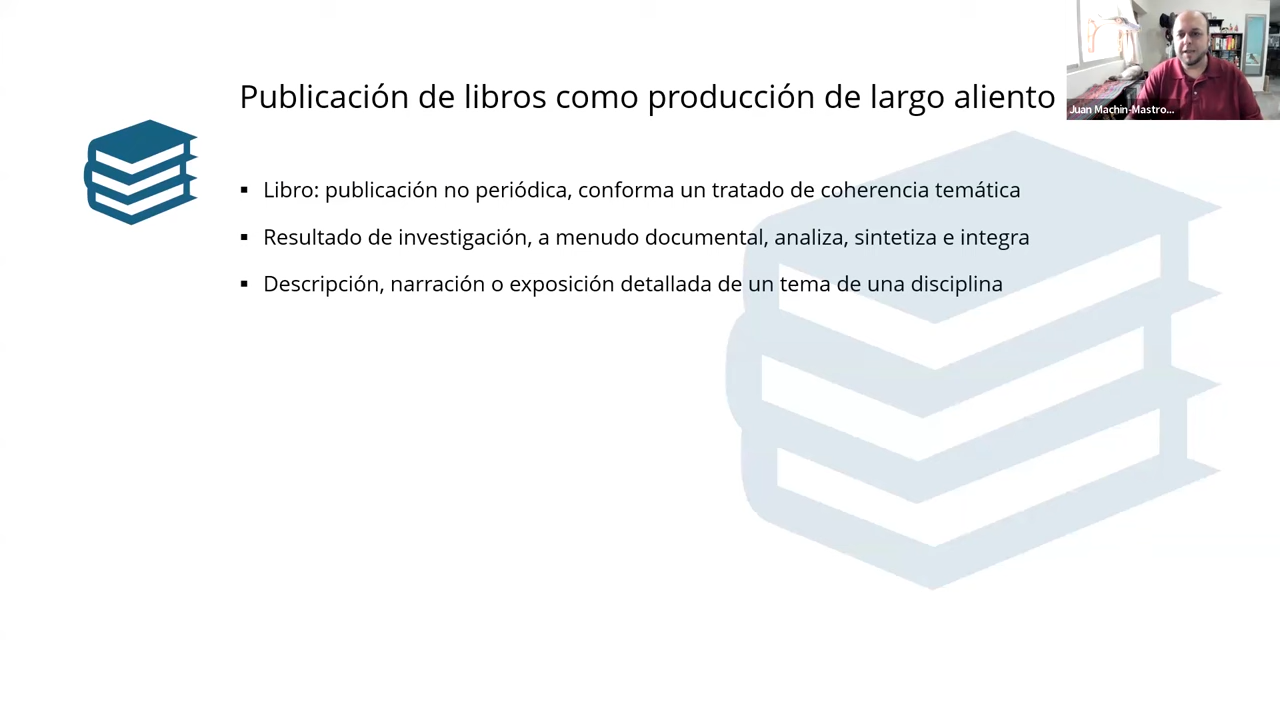 Publicación de libros como producción de largo aliento
Juan Machin-Mastro...
▪ Libro: publicación no periódica, conforma un tratado de coherencia temática
▪ Resultado de investigación, a menudo documental, analiza, sintetiza e integra
▪ Descripción, narración o exposición detallada de un tema de una disciplina